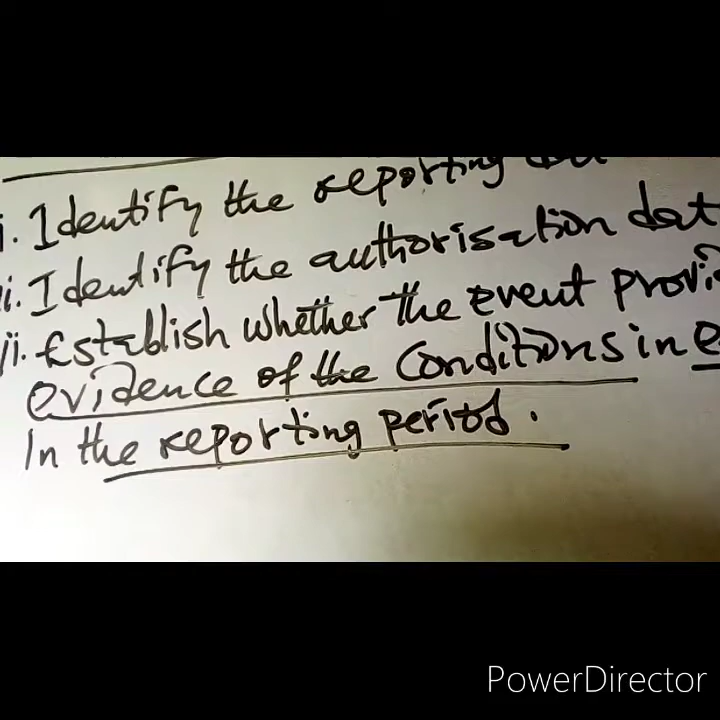 i. Identify the reporting
ii. Identify the authorisation dat
iii. Establish whether the event provi
evidence of the conditions in e
In the reporting period.
PowerDirector